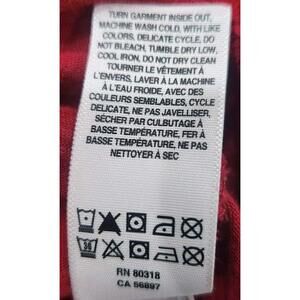 TURN GARMENT INSIDE OUT,
MACHINE WASH COLD, WITH LIKE
COLORS, DELICATE CYCLE, DO
NOT BLEACH, TUMBLE DRY LOW,
COOL IRON, DO NOT DRY CLEAN
TOURNER LE VÊTEMENT À
L'ENVERS, LAVER À LA MACHINE
À L'EAU FROIDE, AVEC DES
COULEURS SEMBLABLES, CYCLE
DELICATE, NE PAS JAVELLISER,
SÉCHER PAR CULBUTAGE À
BASSE TEMPÉRATURE, FER À
BASSE TEMPÉRATURE, NE PAS
NETTOYER À SEC
30
RN 80318
CA 56897